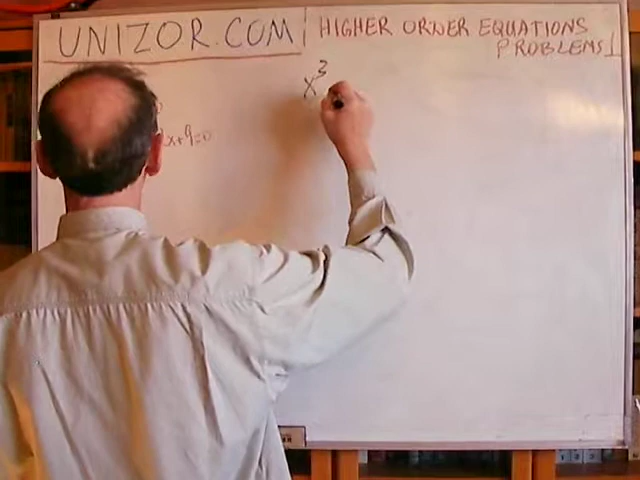 UNIZOR.COM
HIGHER ORDER EQUATIONS
PROBLEMS 1
x³
x+9=0